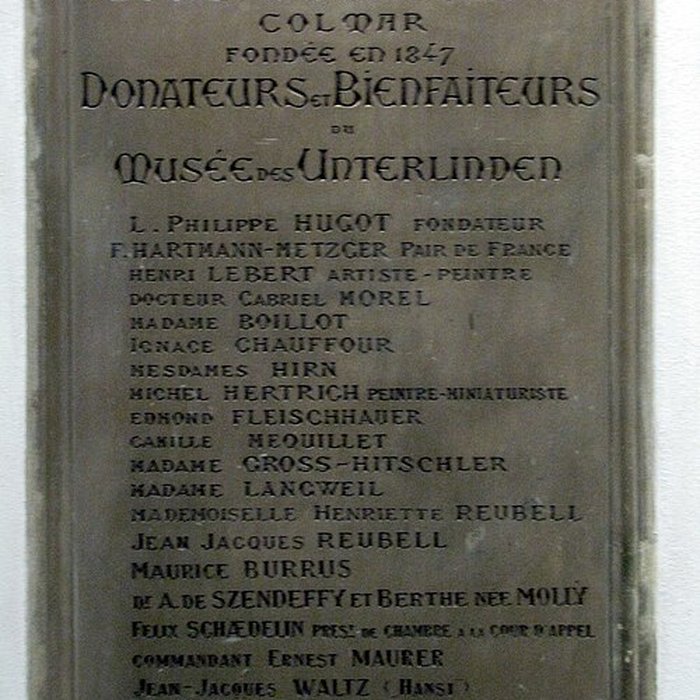 COLMAR
FONDÉE EN 1847
DONATEURS ET BIENFAITEURS
DU
MUSÉE DES UNTERLINDEN
L. PHILIPPE HUGOT FONDATEUR
F. HARTMANN-METZGER PAIR DE FRANCE
HENRI LEBERT ARTISTE-PEINTRE
DOCTEUR GABRIEL MOREL
MADAME BOILLOT
IGNACE CHAUFFOUR
MESDAMES HIRN
MICHEL HERTRICH PEINTRE-MINIATURISTE
EDMOND FLEISCHHAUER
CAMILLE MEQUILLET
MADAME GROSS-HITSCHLER
MADAME LANGWEIL
MADEMOISELLE HENRIETTE REUBELL
JEAN JACQUES REUBELL
MAURICE BURRUS
Dr A. DE SZENDEFFY ET BERTHE NÉE MOLLY
FELIX SCHÆDELIN PREST DE CHAMBRE A LA COUR D'APPEL
COMMANDANT ERNEST MAURER
JEAN-JACQUES WALTZ (HANSI)